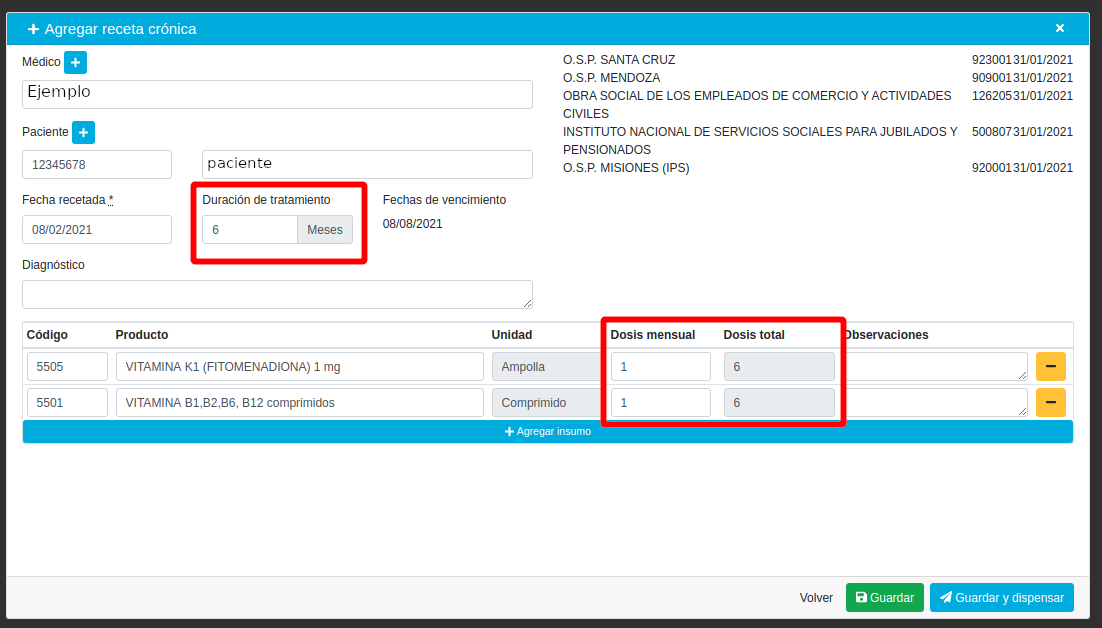 Agregar receta crónica
Médico
Ejemplo
Paciente
12345678 paciente
Fecha recetada * Duración de tratamiento Fechas de vencimiento
08/02/2021 6 Meses 08/08/2021
Diagnóstico
O.S.P. SANTA CRUZ 92300131/01/2021
O.S.P. MENDOZA 90900131/01/2021
OBRA SOCIAL DE LOS EMPLEADOS DE COMERCIO Y ACTIVIDADES 12620531/01/2021
CIVILES
INSTITUTO NACIONAL DE SERVICIOS SOCIALES PARA JUBILADOS Y 50080731/01/2021
PENSIONADOS
O.S.P. MISIONES (IPS) 92000131/01/2021
Código Producto Unidad Dosis mensual Dosis total Observaciones
5505 VITAMINA K1 (FITOMENADIONA) 1 mg Ampolla 1 6
5501 VITAMINA B1,B2,B6, B12 comprimidos Comprimido 1 6
Agregar insumo
Volver Guardar Guardar y dispensar